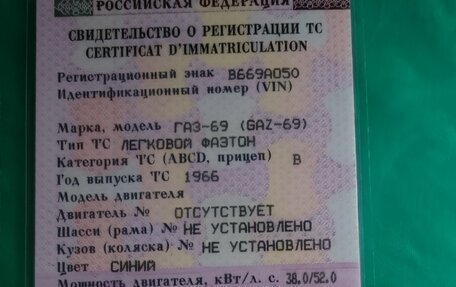 РОССИЙСКАЯ ФЕДЕРАЦИЯ
СВИДЕТЕЛЬСТВО О РЕГИСТРАЦИИ ТС
CERTIFICAT D'IMMATRICULATION
Регистрационный знак В669АО50
Идентификационный номер (VIN)
Марка, модель ГАЗ-69 (GAZ-69)
Тип ТС ЛЕГКОВОЙ ФАЭТОН
Категория ТС (ABCD, прицеп) B
Год выпуска ТС 1966
Модель двигателя
Двигатель № ОТСУТСТВУЕТ
Шасси (рама) № НЕ УСТАНОВЛЕНО
Кузов (коляска) № НЕ УСТАНОВЛЕНО
Цвет СИНИЙ
Мощность двигателя, кВт/л. с. 38.0/52.0